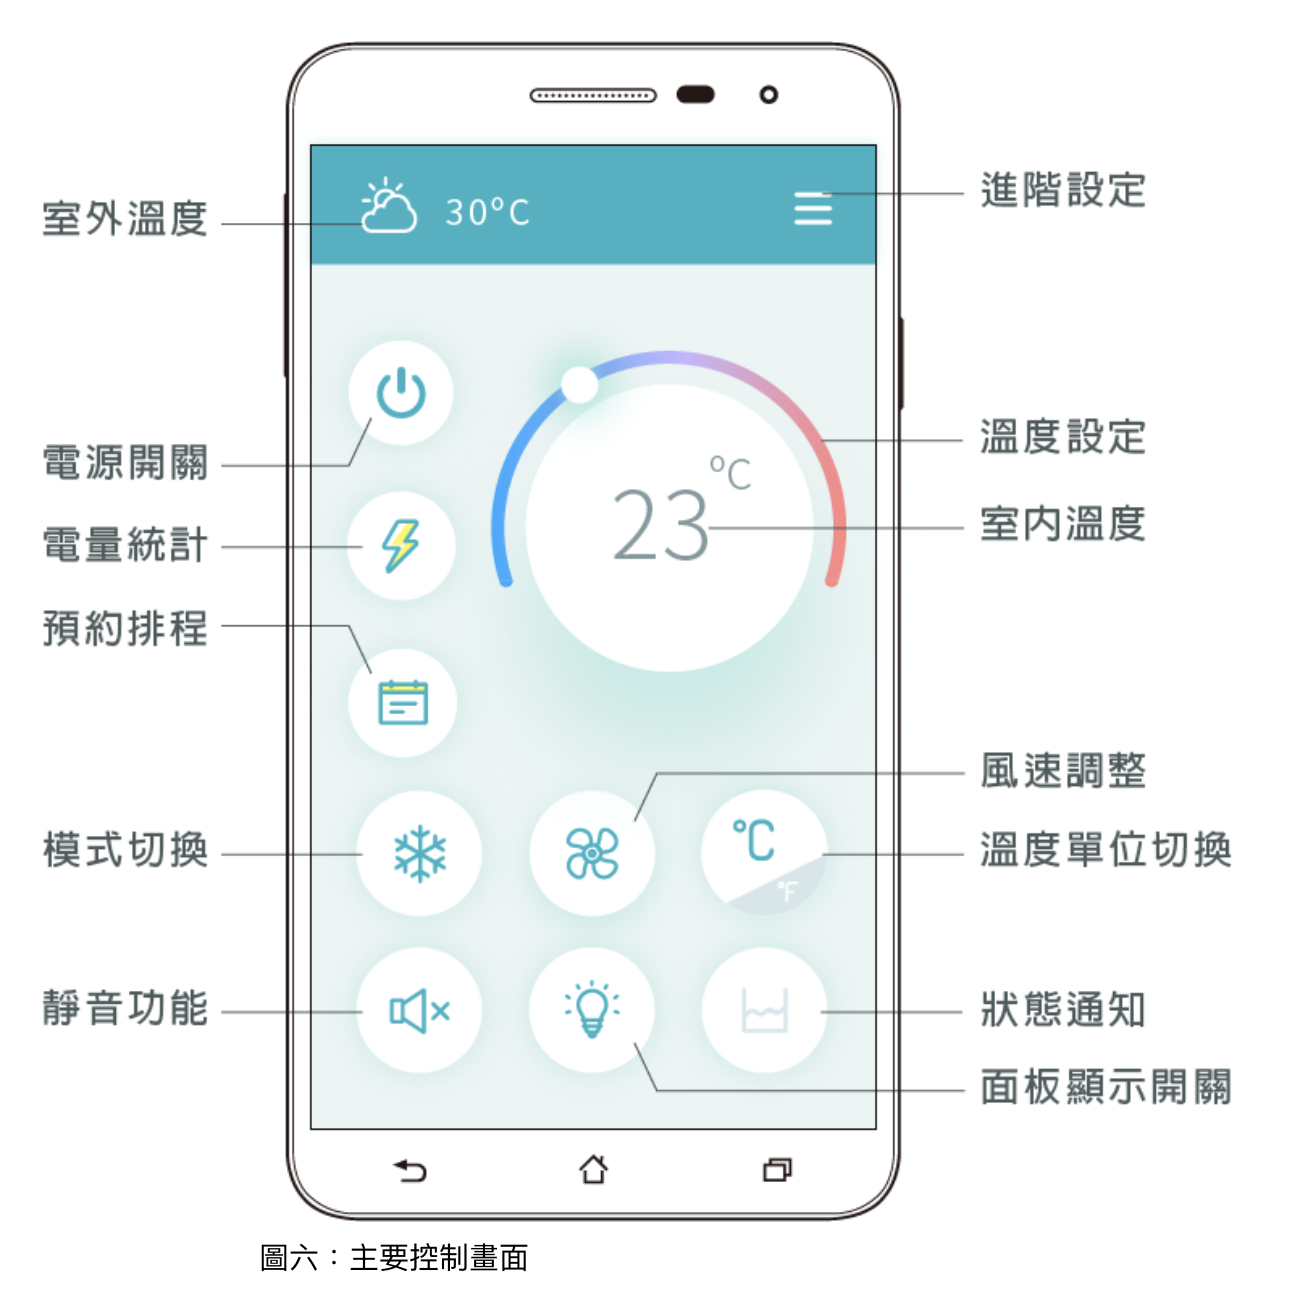 室外溫度
30°C
進階設定
電源開關
電量統計
預約排程
°C
23
溫度設定
室內溫度
模式切換
°C
°F
風速調整
溫度單位切換
靜音功能
狀態通知
面板顯示開關
圖六：主要控制畫面